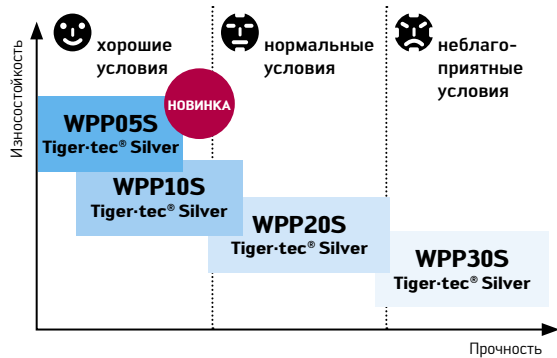 Износостойкость
хорошие
условия
нормальные
условия
неблаго-
приятные
условия
НОВИНКА
WPP05S
Tiger·tec® Silver
WPP10S
Tiger·tec® Silver
WPP20S
Tiger·tec® Silver
WPP30S
Tiger·tec® Silver
Прочность